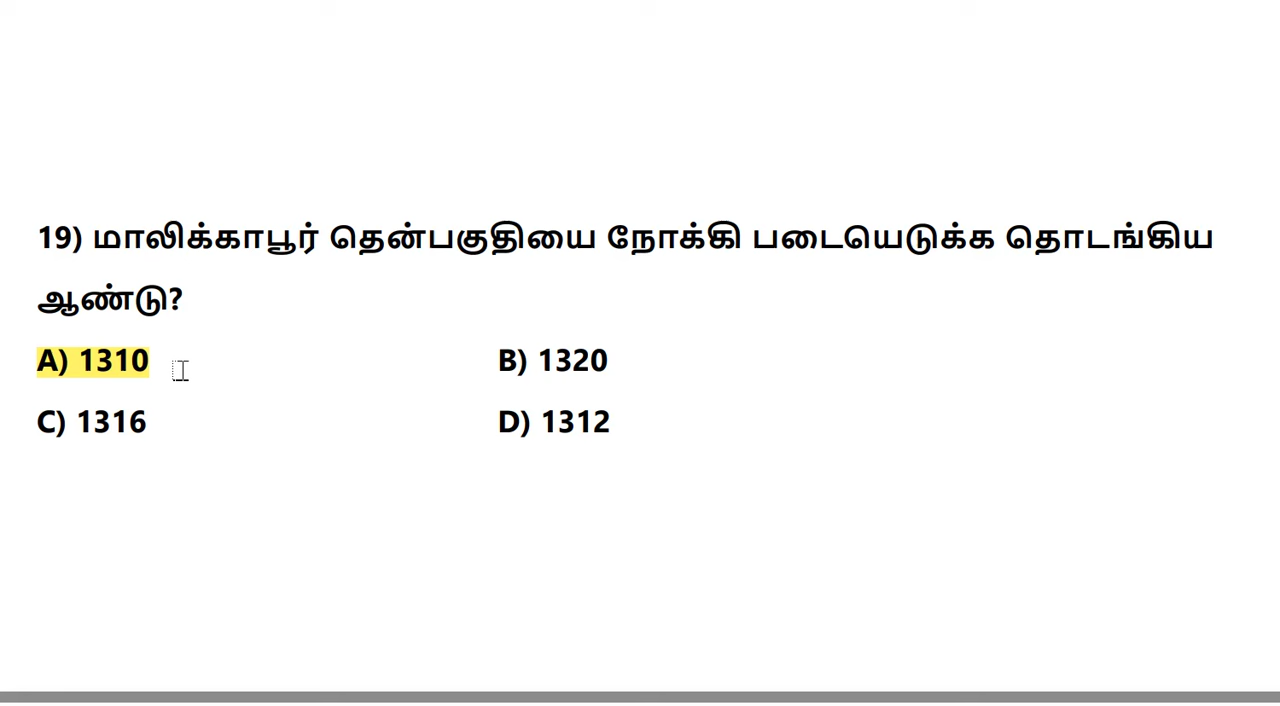 19) மாலிக்காபூர் தென்பகுதியை நோக்கி படையெடுக்க தொடங்கிய
ஆண்டு?
A) 1310 B) 1320
C) 1316 D) 1312